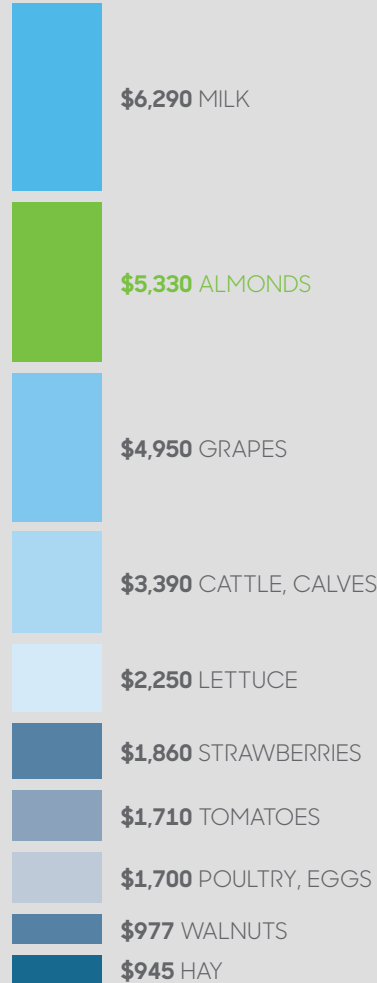 $6,290 MILK
$5,330 ALMONDS
$4,950 GRAPES
$3,390 CATTLE, CALVES
$2,250 LETTUCE
$1,860 STRAWBERRIES
$1,710 TOMATOES
$1,700 POULTRY, EGGS
$977 WALNUTS
$945 HAY